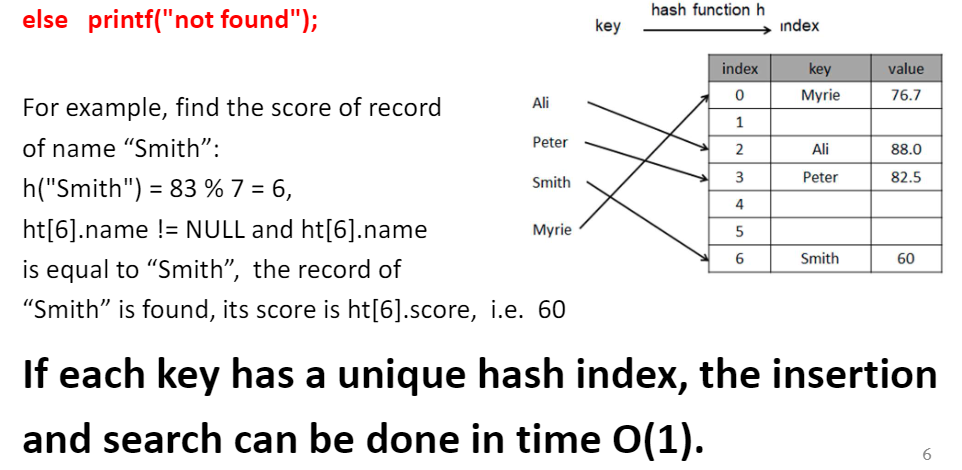 else printf("not found");
hash function h
key index
For example, find the score of record
of name “Smith”:
h("Smith") = 83 % 7 = 6,
ht[6].name != NULL and ht[6].name
is equal to “Smith”, the record of
“Smith” is found, its score is ht[6].score, i.e. 60
Ali
Peter
Smith
Myrie
index key value
0 Myrie 76.7
1
2 Ali 88.0
3 Peter 82.5
4
5
6 Smith 60
If each key has a unique hash index, the insertion
and search can be done in time O(1).
6